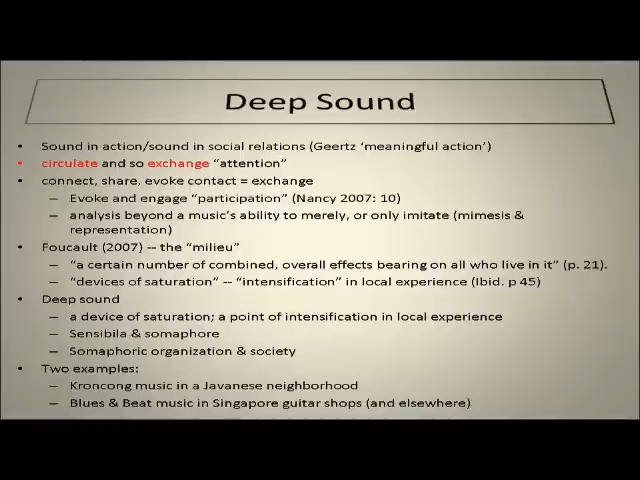 Deep Sound
• Sound in action/sound in social relations (Geertz ‘meaningful action’)
• circulate and so exchange “attention”
• connect, share, evoke contact = exchange
– Evoke and engage “participation” (Nancy 2007: 10)
– analysis beyond a music’s ability to merely, or only imitate (mimesis &
representation)
• Foucault (2007) -- the “milieu”
– “a certain number of combined, overall effects bearing on all who live in it” (p. 21).
– “devices of saturation” -- “intensification” in local experience (Ibid. p 45)
• Deep sound
– a device of saturation; a point of intensification in local experience
– Sensibila & somaphore
– Somaphoric organization & society
• Two examples:
– Kroncong music in a Javanese neighborhood
– Blues & Beat music in Singapore guitar shops (and elsewhere)